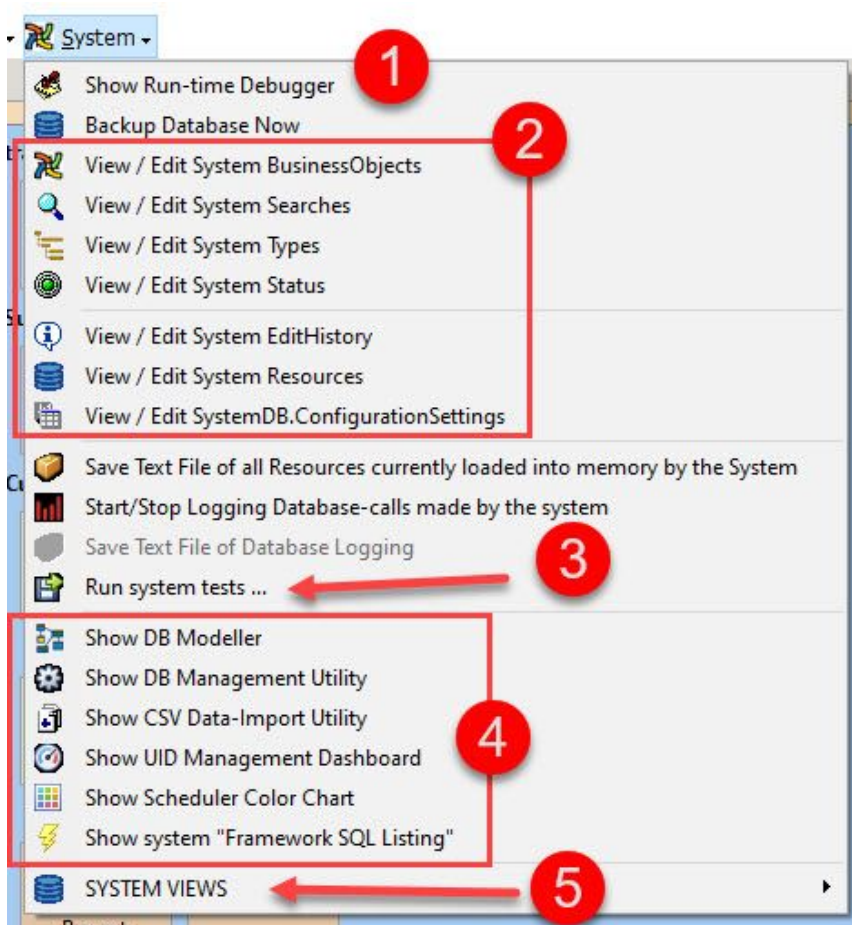 System
1
Show Run-time Debugger
Backup Database Now
2
View / Edit System BusinessObjects
View / Edit System Searches
View / Edit System Types
View / Edit System Status
View / Edit System EditHistory
View / Edit System Resources
View / Edit SystemDB.ConfigurationSettings
Save Text File of all Resources currently loaded into memory by the System
Start/Stop Logging Database-calls made by the system
Save Text File of Database Logging
3
Run system tests ...
Show DB Modeller
Show DB Management Utility
Show CSV Data-Import Utility
4
Show UID Management Dashboard
Show Scheduler Color Chart
Show system "Framework SQL Listing"
SYSTEM VIEWS
5